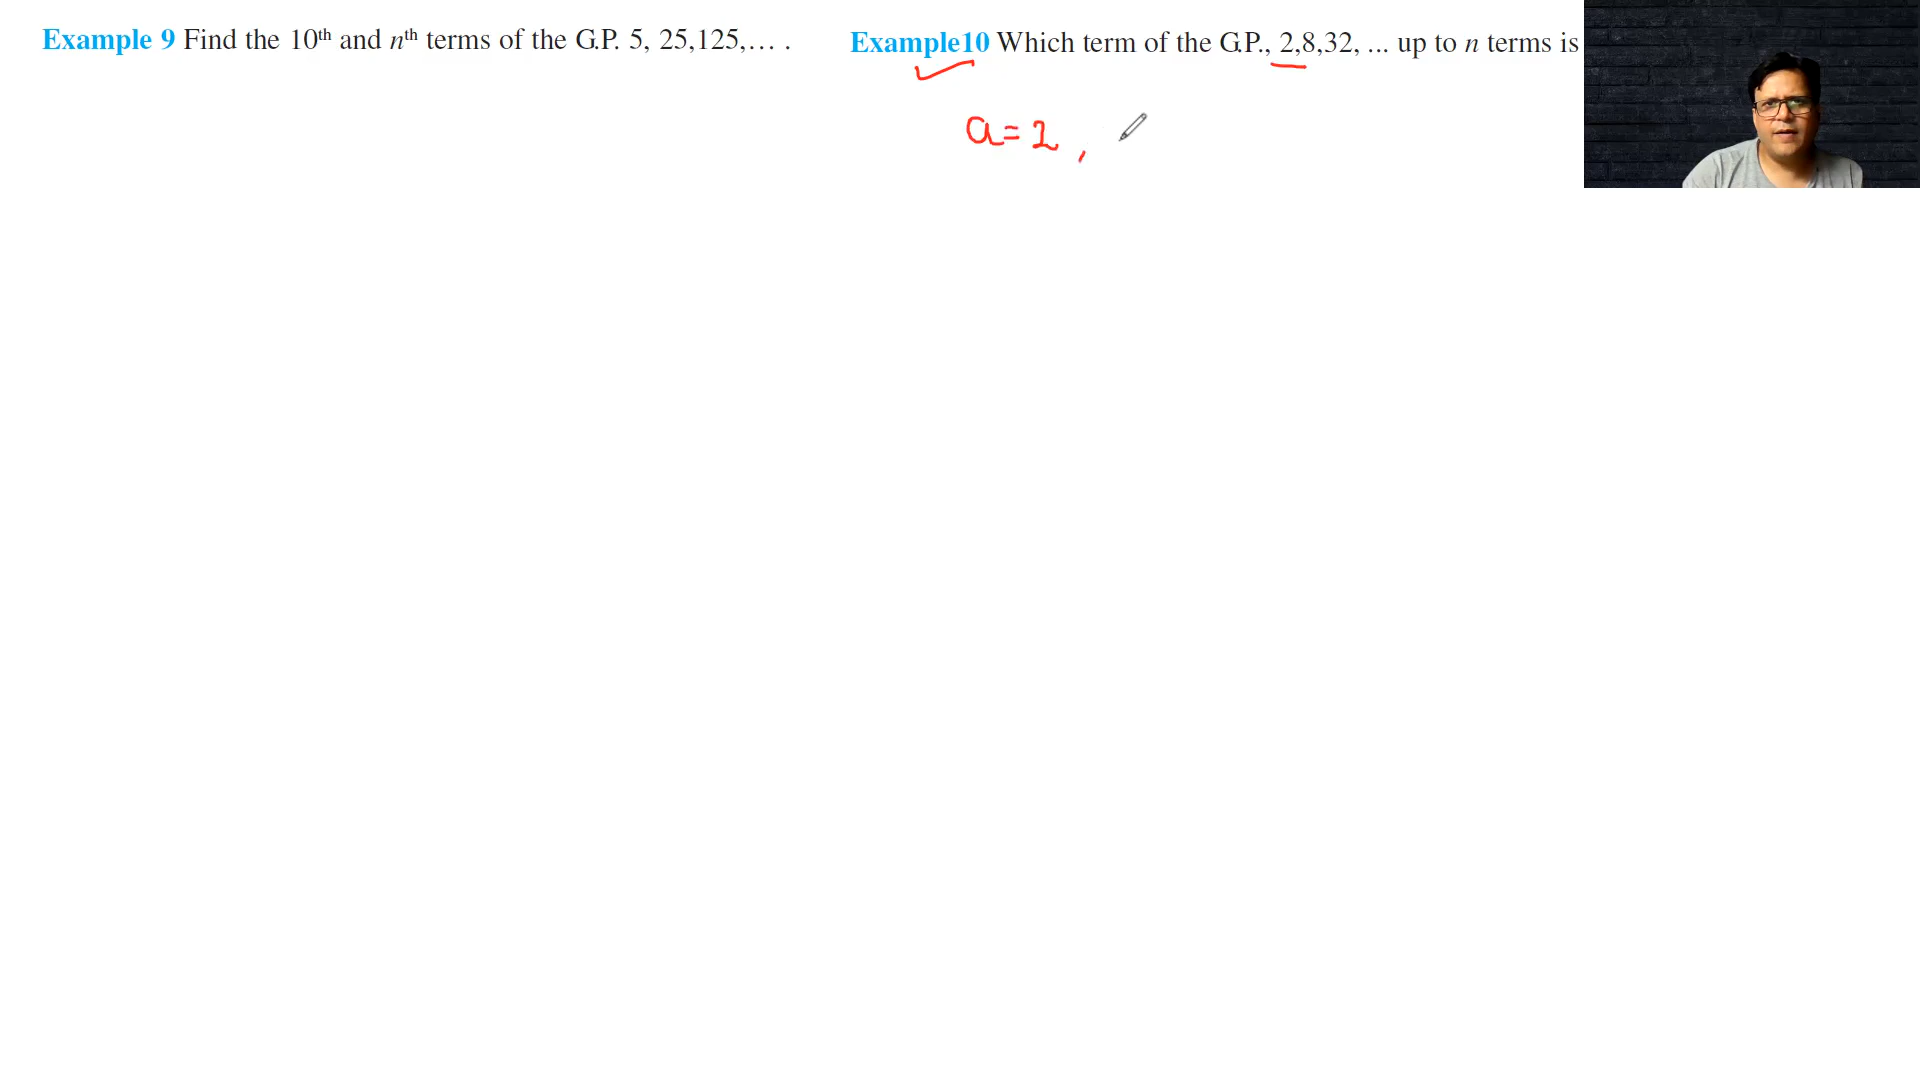 Example 9 Find the 10th and nth terms of the G.P. 5, 25,125,… .
Example10 Which term of the G.P., 2,8,32, ... up to n terms is
a = 2 ,